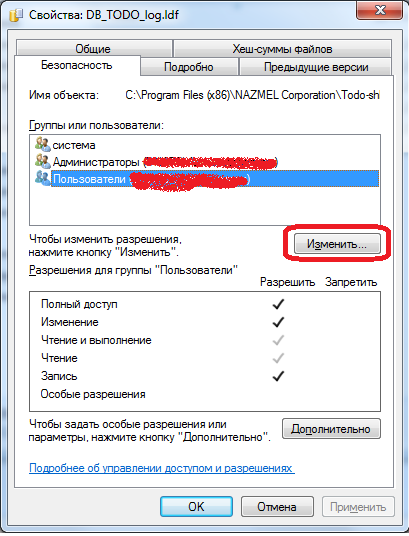 Свойства: DB_TODO_log.ldf
Общие
Хеш-суммы файлов
Безопасность
Подробно
Предыдущие версии
Имя объекта: C:\Program Files (x86)\NAZMEL Corporation\Todo-sh
Группы или пользователи:
система
Администраторы (
Пользователи
Чтобы изменить разрешения,
нажмите кнопку "Изменить".
Изменить...
Разрешения для группы "Пользователи"
Разрешить Запретить
Полный доступ
Изменение
Чтение и выполнение
Чтение
Запись
Особые разрешения
Чтобы задать особые разрешения или
параметры, нажмите кнопку "Дополнительно".
Дополнительно
Подробнее об управлении доступом и разрешениях
OK Отмена Применить